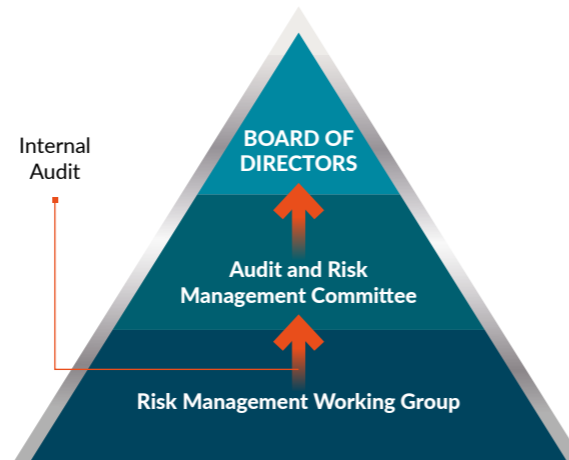 BOARD OF
DIRECTORS
Internal
Audit
Audit and Risk
Management Committee
Risk Management Working Group